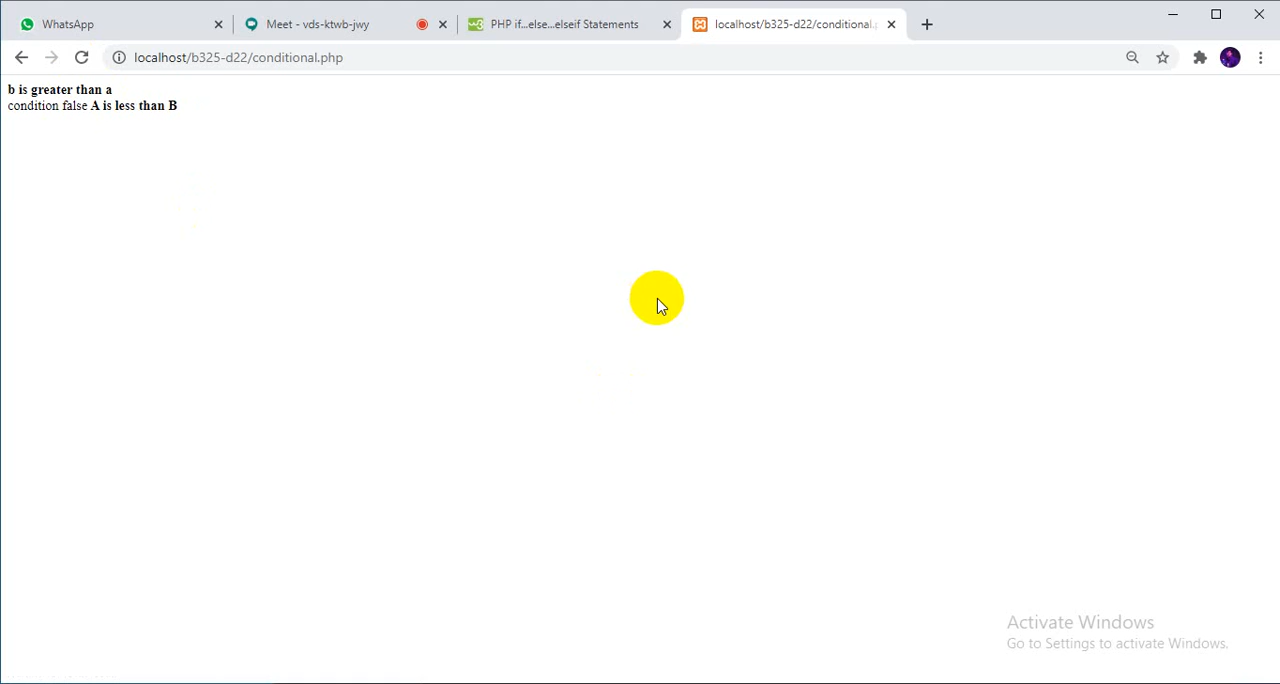 WhatsApp
Meet - vds-ktwb-jwy
PHP if...else...elseif Statements
localhost/b325-d22/conditional.p
localhost/b325-d22/conditional.php
b is greater than a
condition false A is less than B
Activate Windows
Go to Settings to activate Windows.